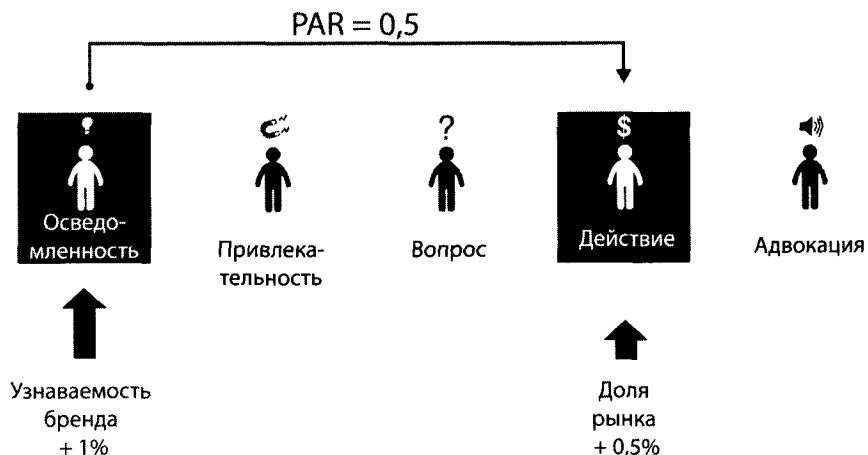 PAR = 0,5
?
$
Осведо-
мленность
Привлека-
тельность
Вопрос
Действие
Адвокация
Узнаваемость
бренда
+ 1%
Доля
рынка
+ 0,5%